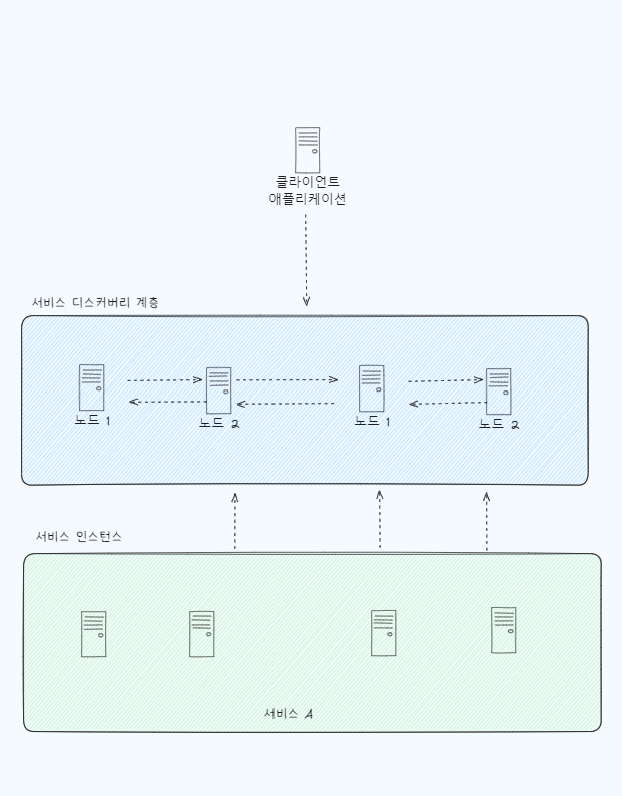 클라이언트
애플리케이션
서비스 디스커버리 계층
노드 1
노드 2
노드 1
노드 2
서비스 인스턴스
서비스 A